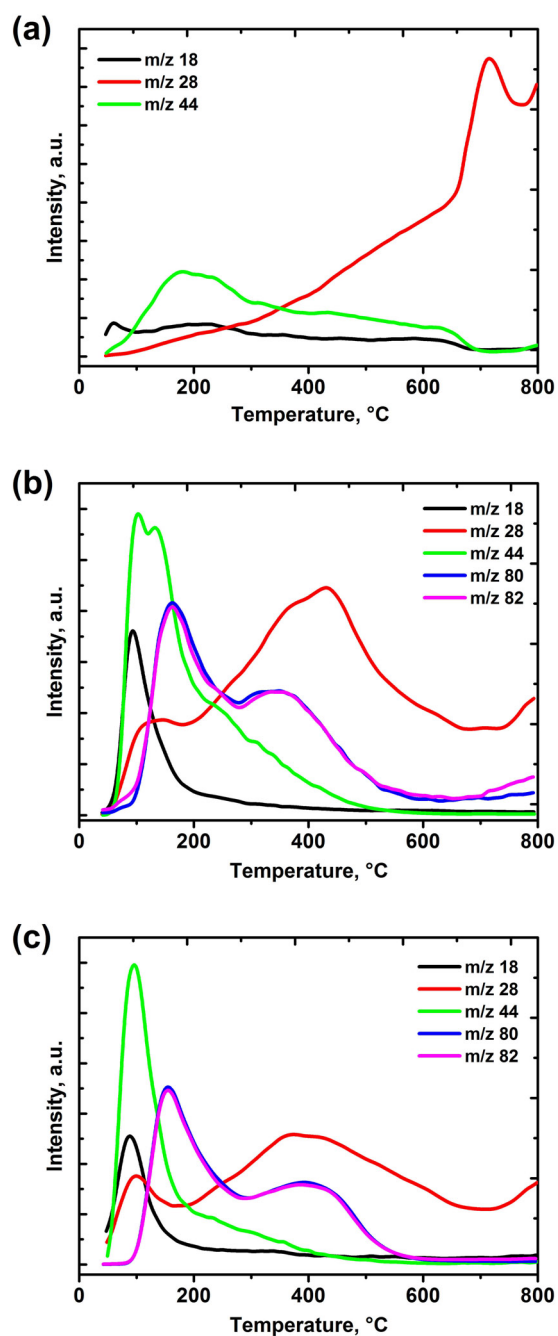 (a)
m/z 18
m/z 28
m/z 44
Intensity, a.u.
0 200 400 600 800
Temperature, °C
(b)
m/z 18
m/z 28
m/z 44
m/z 80
m/z 82
Intensity, a.u.
0 200 400 600 800
Temperature, °C
(c)
m/z 18
m/z 28
m/z 44
m/z 80
m/z 82
Intensity, a.u.
0 200 400 600 800
Temperature, °C